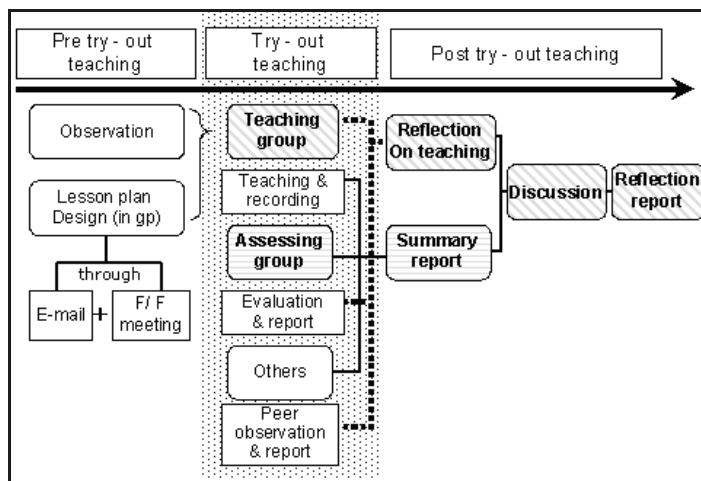 Pre try - out
teaching
Try - out
teaching
Post try - out teaching
Observation
Lesson plan
Design (in gp)
through
E-mail
+
F/ F
meeting
Teaching
group
Teaching &
recording
Assessing
group
Evaluation
& report
Others
Peer
observation
& report
Reflection
On teaching
Summary
report
Discussion
Reflection
report